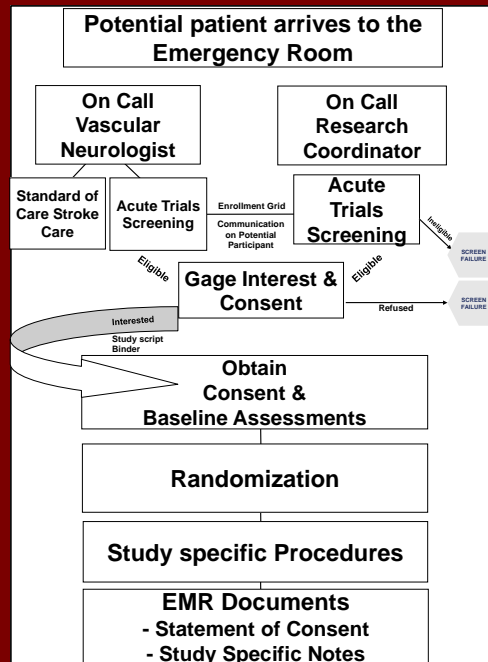 Potential patient arrives to the
Emergency Room
On Call
Vascular
Neurologist
On Call
Research
Coordinator
Standard of
Care Stroke
Care
Acute Trials
Screening
Enrollment Grid
Communication
on Potential
Participant
Acute
Trials
Screening
Ineligible
SCREEN
FAILURE
Eligible
Gage Interest &
Consent
Eligible
Refused
SCREEN
FAILURE
Interested
Study script
Binder
Obtain
Consent &
Baseline Assessments
Randomization
Study specific Procedures
EMR Documents
- Statement of Consent
- Study Specific Notes